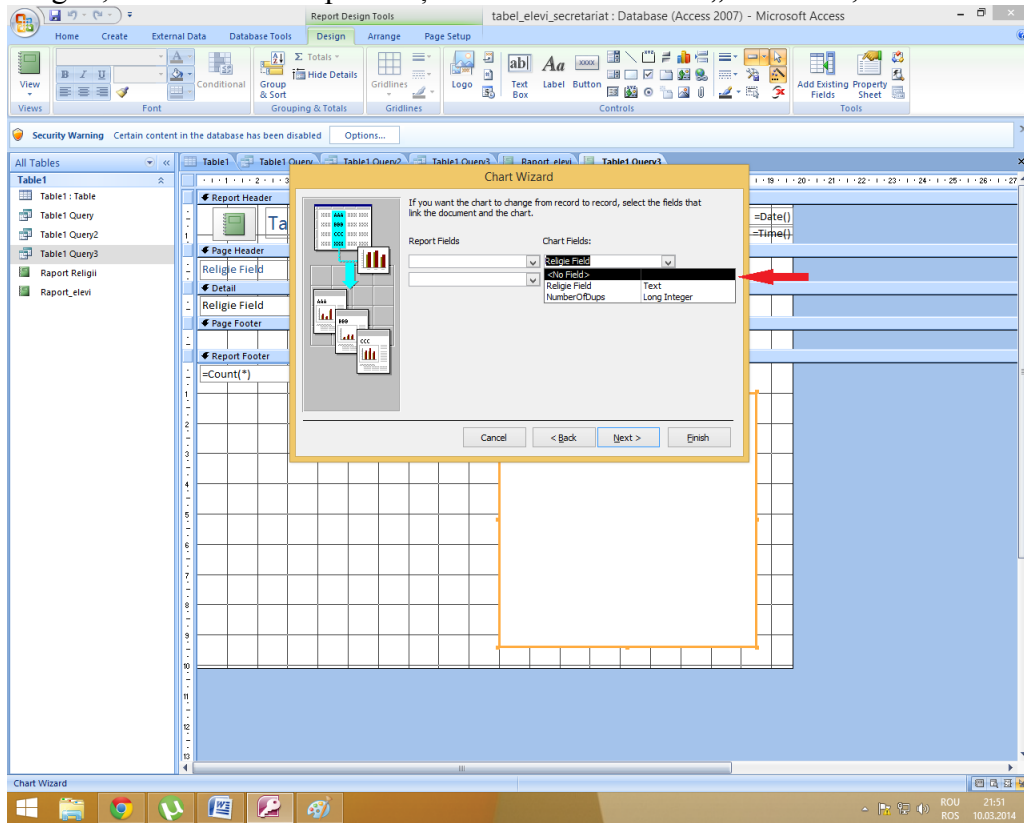 Report Design Tools
tabel_elevi_secretariat : Database (Access 2007) - Microsoft Access
Home Create External Data Database Tools Design Arrange Page Setup
View
B I U
Conditional
Group & Sort
Σ Totals
Hide Details
Gridlines
Logo
ab| Text Box
Aa Label
xxxx Button
Add Existing Fields
Property Sheet
Views Font Grouping & Totals Gridlines Controls Tools
Security Warning Certain content in the database has been disabled Options...
All Tables «
Table1 Table1 Query Table1 Query2 Table1 Query3 Raport_elevi Table1 Query3
Table1
Table1 : Table
Table1 Query
Table1 Query2
Table1 Query3
Raport Religii
Raport_elevi
Report Header
Ta
=Date()
=Time()
Page Header
Religie Field
Detail
Religie Field
Page Footer
Report Footer
=Count(*)
Chart Wizard
If you want the chart to change from record to record, select the fields that
link the document and the chart.
Report Fields Chart Fields:
Religie Field
<No Field>
Religie Field Text
NumberOfDups Long Integer
Cancel < Back Next > Finish
Chart Wizard
ROU 21:51
ROS 10.03.2014